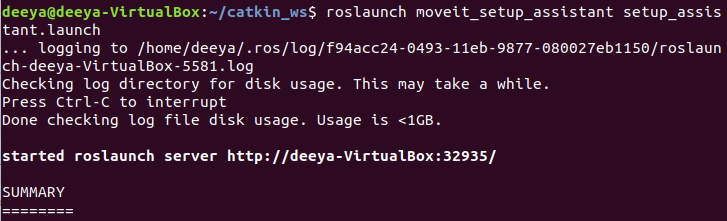 deeya@deeya-VirtualBox:~/catkin_ws$ roslaunch moveit_setup_assistant setup_assis
tant.launch
... logging to /home/deeya/.ros/log/f94acc24-0493-11eb-9877-080027eb1150/roslaun
ch-deeya-VirtualBox-5581.log
Checking log directory for disk usage. This may take a while.
Press Ctrl-C to interrupt
Done checking log file disk usage. Usage is <1GB.
started roslaunch server http://deeya-VirtualBox:32935/
SUMMARY
========